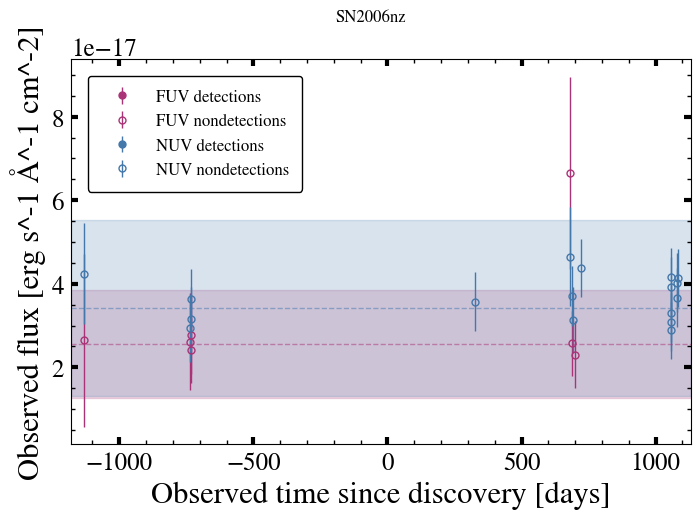 SN2006nz
1e−17
FUV detections
FUV nondetections
NUV detections
NUV nondetections
8
6
4
2
Observed flux [erg s^-1 Å^-1 cm^-2]
−1000 −500 0 500 1000
Observed time since discovery [days]